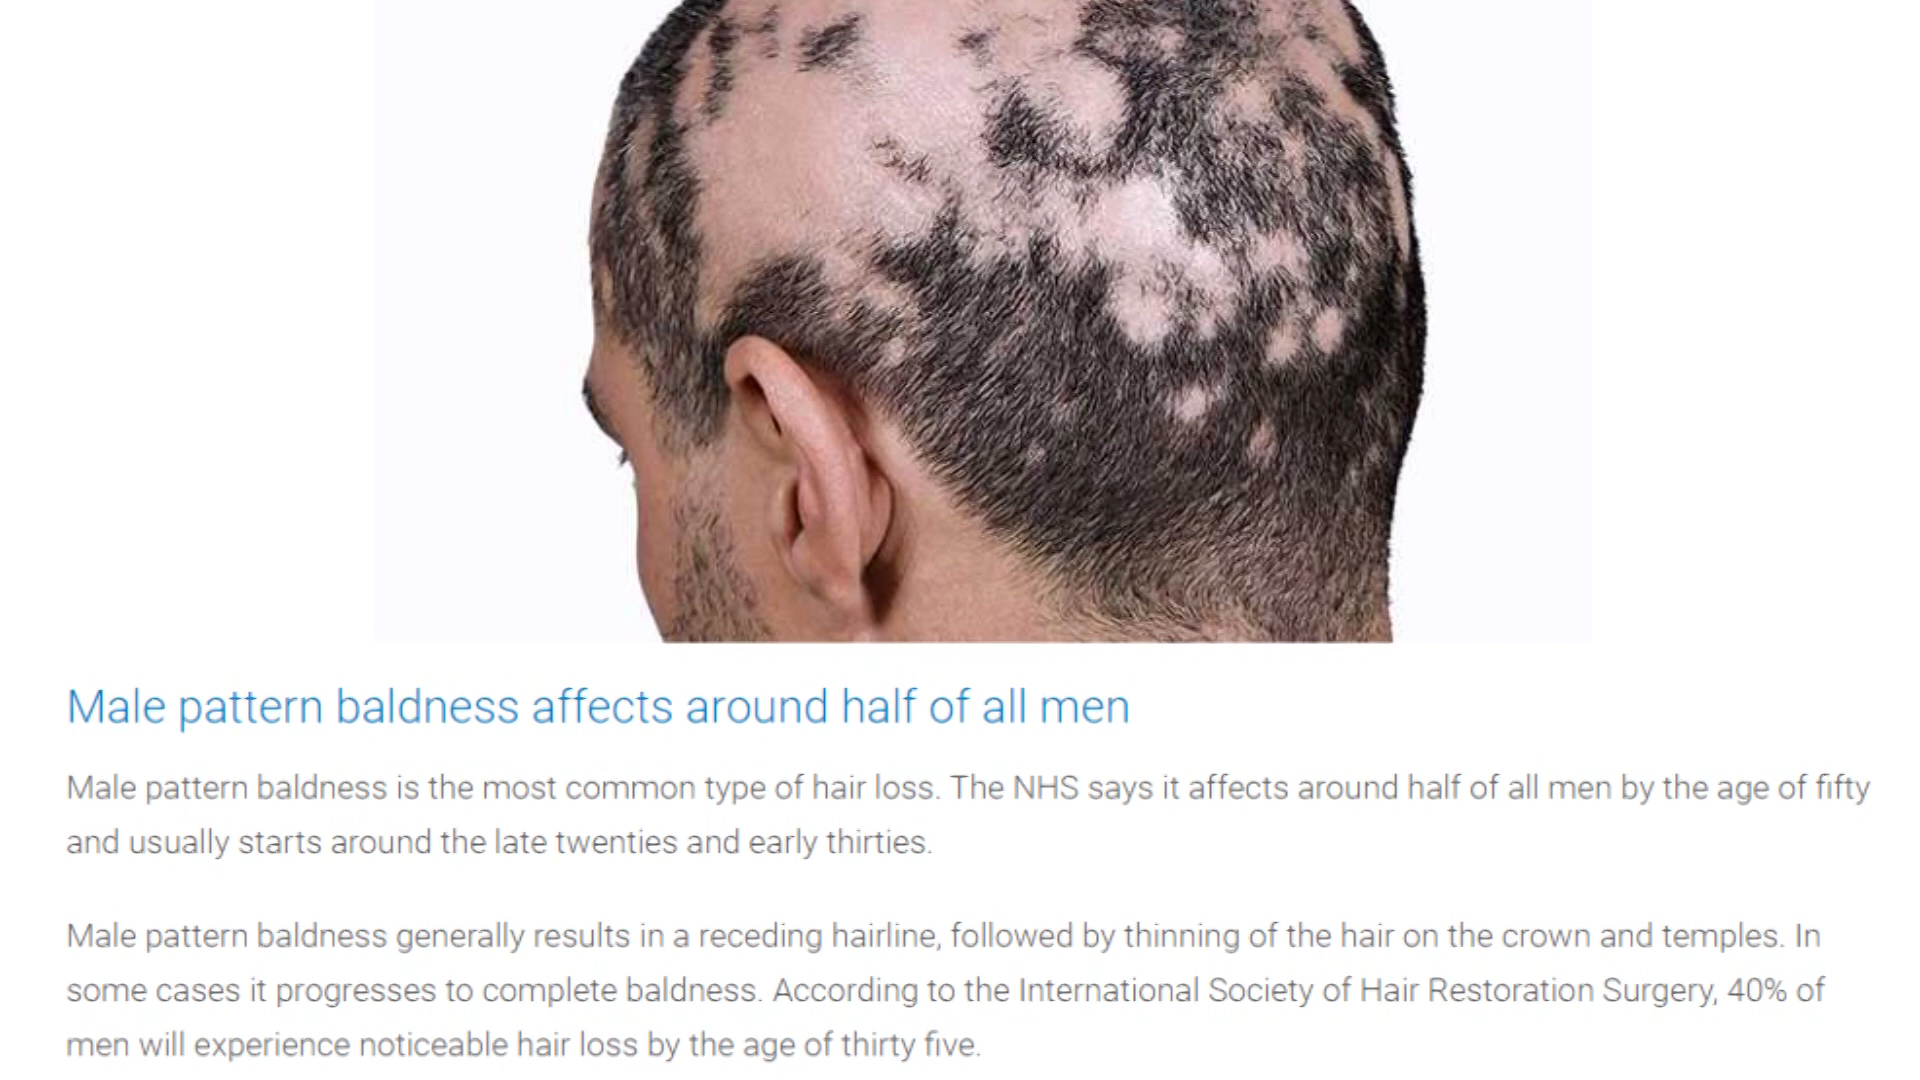 Male pattern baldness affects around half of all men
Male pattern baldness is the most common type of hair loss. The NHS says it affects around half of all men by the age of fifty
and usually starts around the late twenties and early thirties.
Male pattern baldness generally results in a receding hairline, followed by thinning of the hair on the crown and temples. In
some cases it progresses to complete baldness. According to the International Society of Hair Restoration Surgery, 40% of
men will experience noticeable hair loss by the age of thirty five.